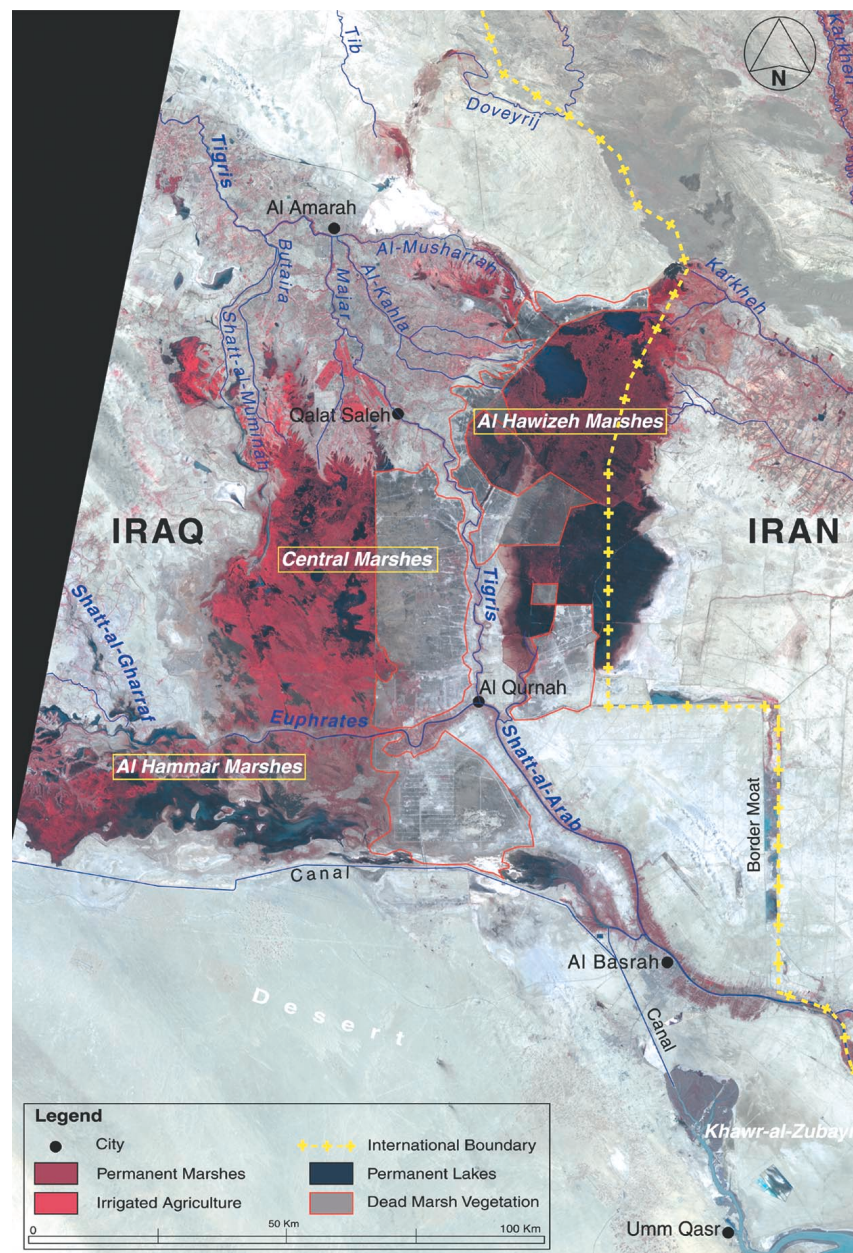 Tib
Karkheh
Doveyrij
N
Tigris
Al Amarah
Butaira
Majar
Al-Kahla
Al-Musharrah
Karkheh
Shatt-al-Muminah
Qalat Saleh
Al Hawizeh Marshes
IRAQ
IRAN
Central Marshes
Tigris
Shatt-al-Gharraf
Al Qurnah
Euphrates
Al Hammar Marshes
Shatt-al-Arab
Border Moat
Canal
Al Basrah
Desert
Canal
Khawr-al-Zubay
Legend
City
International Boundary
Permanent Marshes
Permanent Lakes
Irrigated Agriculture
Dead Marsh Vegetation
0
50 Km
100 Km
Umm Qasr